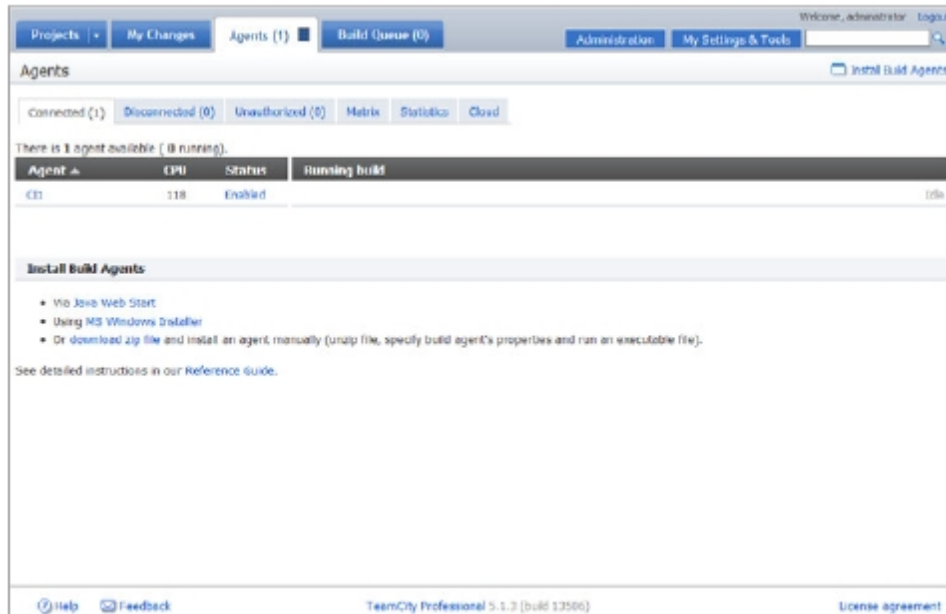 Welcome, administrator Logout
Projects My Changes Agents (1) Build Queue (0) Administration My Settings & Tools
Agents Install Build Agents
Connected (1) Disconnected (0) Unauthorized (0) Matrix Statistics Cloud
There is 1 agent available ( 0 running).
Agent CPU Status Running build
CI1 118 Enabled Idle
Install Build Agents
• Via Java Web Start
• Using MS Windows Installer
• Or download zip file and install an agent manually (unzip file, specify build agent's properties and run an executable file).
See detailed instructions in our Reference Guide.
Help Feedback TeamCity Professional 5.1.3 (build 13506) License agreement